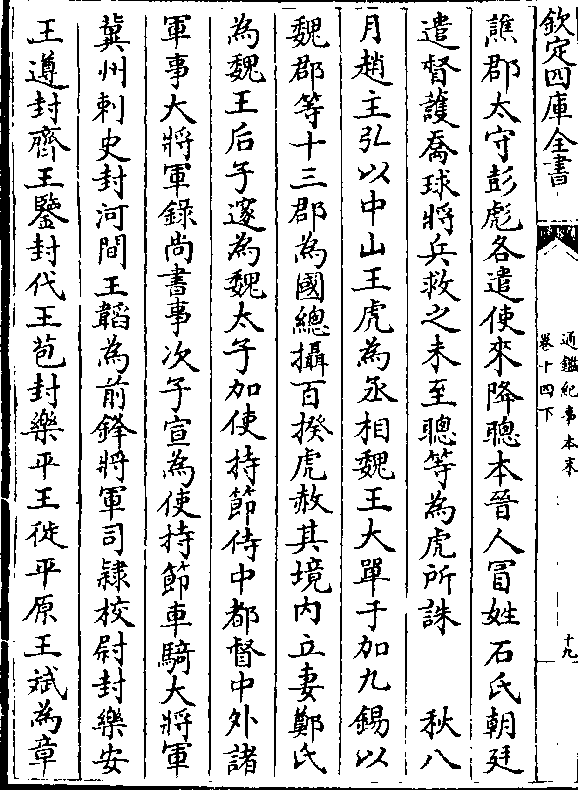 欽定四庫全書
通鑑紀事本末
卷十四下
十九
譙郡太守彭彪各遣使來降聰本晉人冒姓石氏朝廷
遣督護喬球將兵救之未至聰等為虎所誅　秋八
月趙主弘以中山王虎為丞相魏王大單于加九錫以
魏郡等十三郡為國總攝百揆虎赦其境内立妻鄭氏
為魏王后子邃為魏太子加使持節侍中都督中外諸
軍事大將軍錄尚書事次子宣為使持節車騎大將軍
冀州刺史封河間王韜為前鋒將軍司隸校尉封樂安
王遵封齊王鑒封代王苞封樂平王徙平原王斌為章